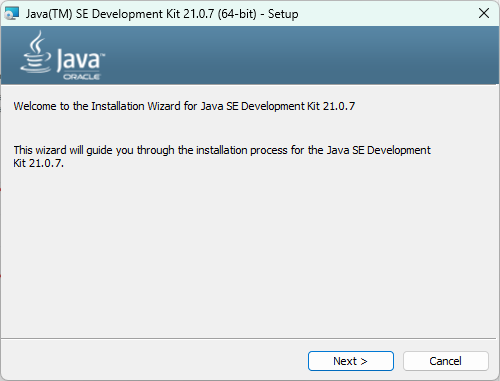 Java(TM) SE Development Kit 21.0.7 (64-bit) - Setup
Java™
ORACLE
Welcome to the Installation Wizard for Java SE Development Kit 21.0.7
This wizard will guide you through the installation process for the Java SE Development
Kit 21.0.7.
Next >
Cancel